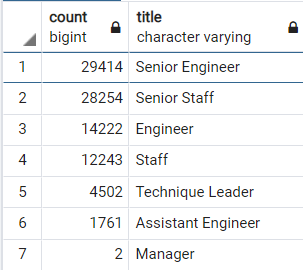 count title
bigint character varying
1 29414 Senior Engineer
2 28254 Senior Staff
3 14222 Engineer
4 12243 Staff
5 4502 Technique Leader
6 1761 Assistant Engineer
7 2 Manager